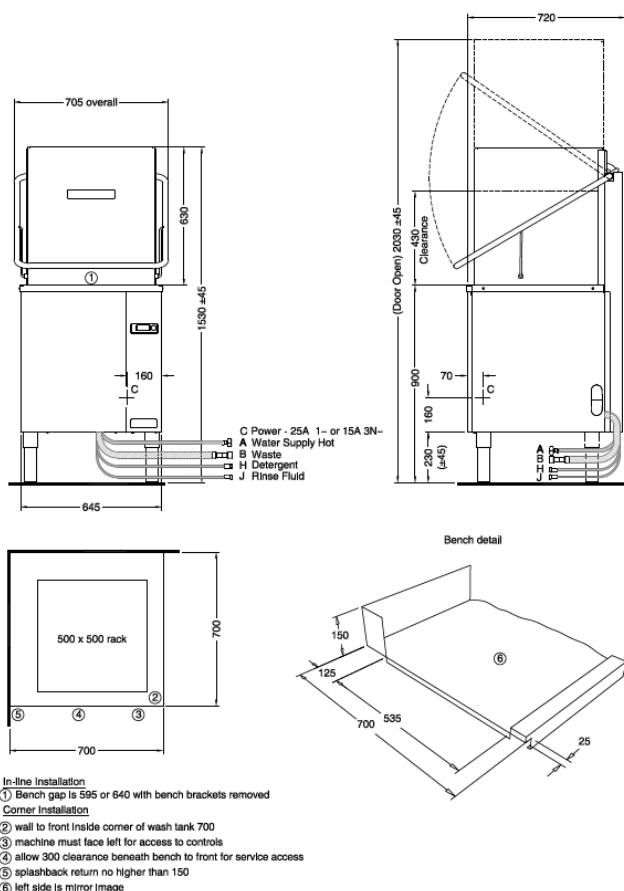 720
705 overall
630
1530 ±45
(Door Open) 2030 ±45
430
Clearance
1
160
C
900
70
C
160
230
(±45)
C Power - 25A 1~ or 15A 3N~
A Water Supply Hot
B Waste
H Detergent
J Rinse Fluid
A
B
H
J
645
Bench detail
500 x 500 rack
700
2
5
4
3
700
150
125
700
535
6
25
In-line Installation
1 Bench gap is 595 or 640 with bench brackets removed
Corner Installation
2 wall to front inside corner of wash tank 700
3 machine must face left for access to controls
4 allow 300 clearance beneath bench to front for service access
5 splashback return no higher than 150
6 left side is mirror image